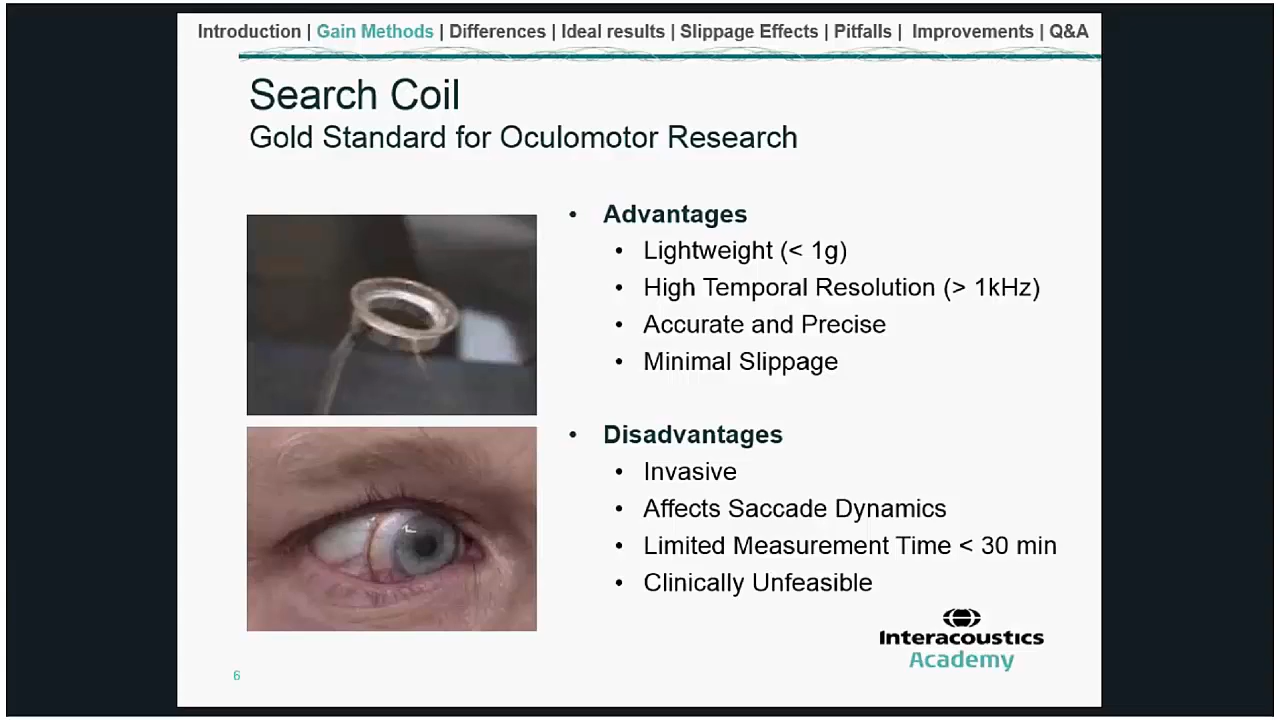 Introduction | Gain Methods | Differences | Ideal results | Slippage Effects | Pitfalls | Improvements | Q&A
Search Coil
Gold Standard for Oculomotor Research
• Advantages
• Lightweight (< 1g)
• High Temporal Resolution (> 1kHz)
• Accurate and Precise
• Minimal Slippage
• Disadvantages
• Invasive
• Affects Saccade Dynamics
• Limited Measurement Time < 30 min
• Clinically Unfeasible
Interacoustics
Academy
6